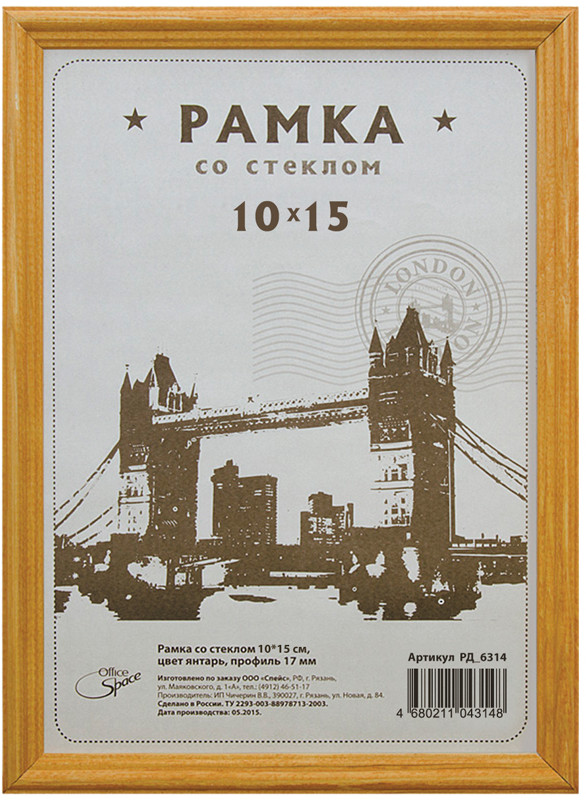 РАМКА
со стеклом
10 x 15
LONDON
Рамка со стеклом 10*15 см,
цвет янтарь, профиль 17 мм
Office
Space
Изготовлено по заказу ООО «Спейс», РФ, г. Рязань,
ул. Маяковского, д. 1«А», тел.: (4912) 46-51-17
Производитель: ИП Чичерин В.В., 390027, г. Рязань, ул. Новая, д. 84.
Сделано в России. ТУ 2293-003-88978713-2003.
Дата производства: 05.2015.
Артикул РД_6314
4 680211 043148